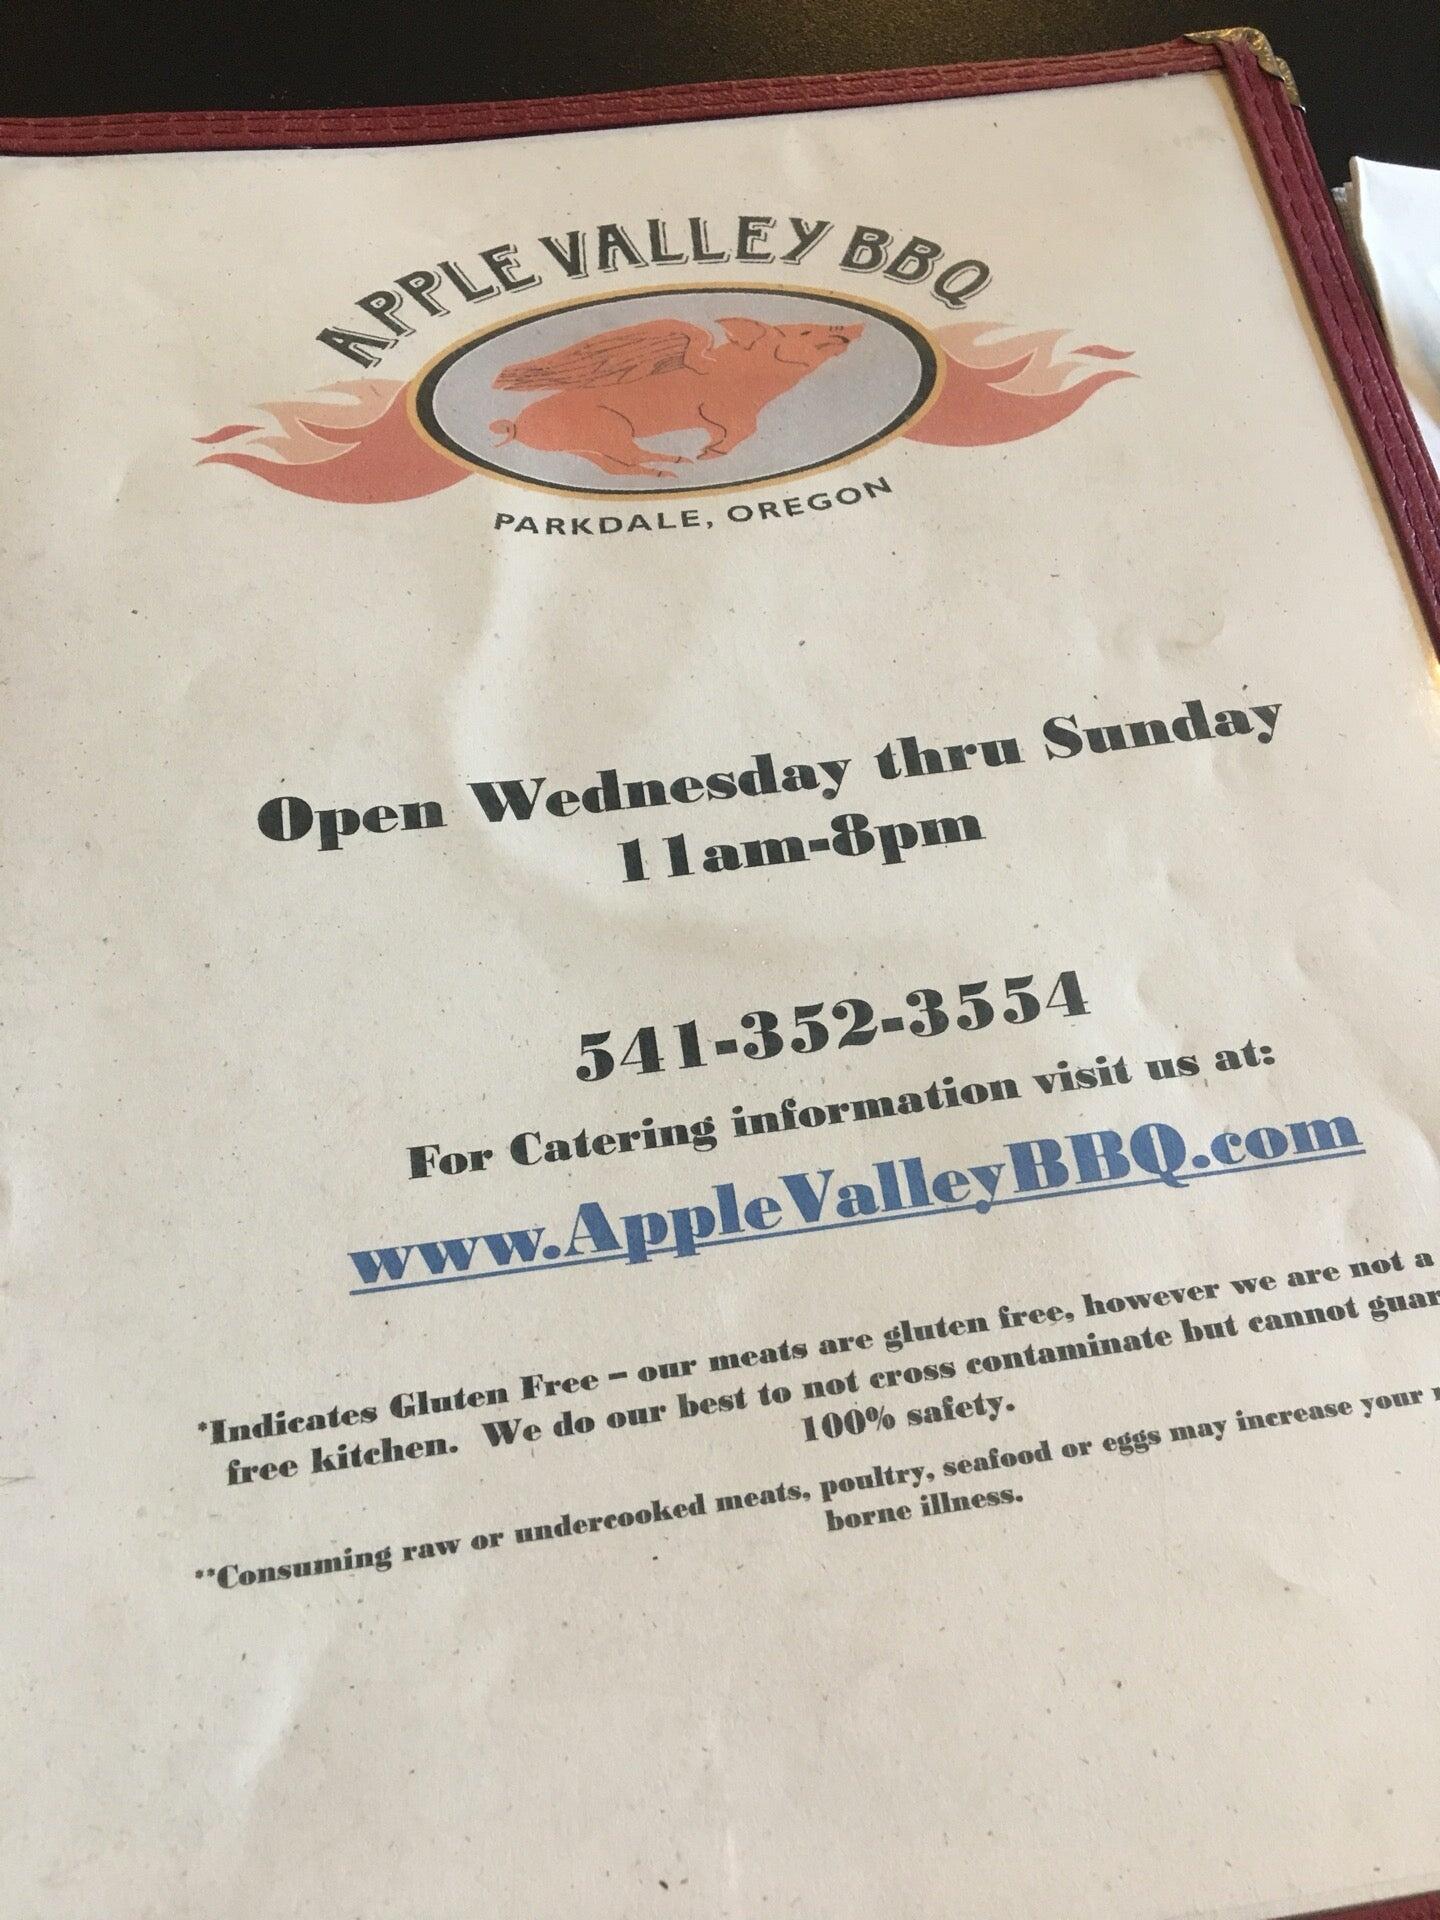 APPLE VALLEY BBQ
PARKDALE, OREGON
Open Wednesday thru Sunday
11am-8pm
541-352-3554
For Catering information visit us at:
www.AppleValleyBBQ.com
*Indicates Gluten Free – our meats are gluten free, however we are not a
free kitchen. We do our best to not cross contaminate but cannot
100% safety.
**Consuming raw or undercooked meats, poultry, seafood or eggs may increase your
borne illness.